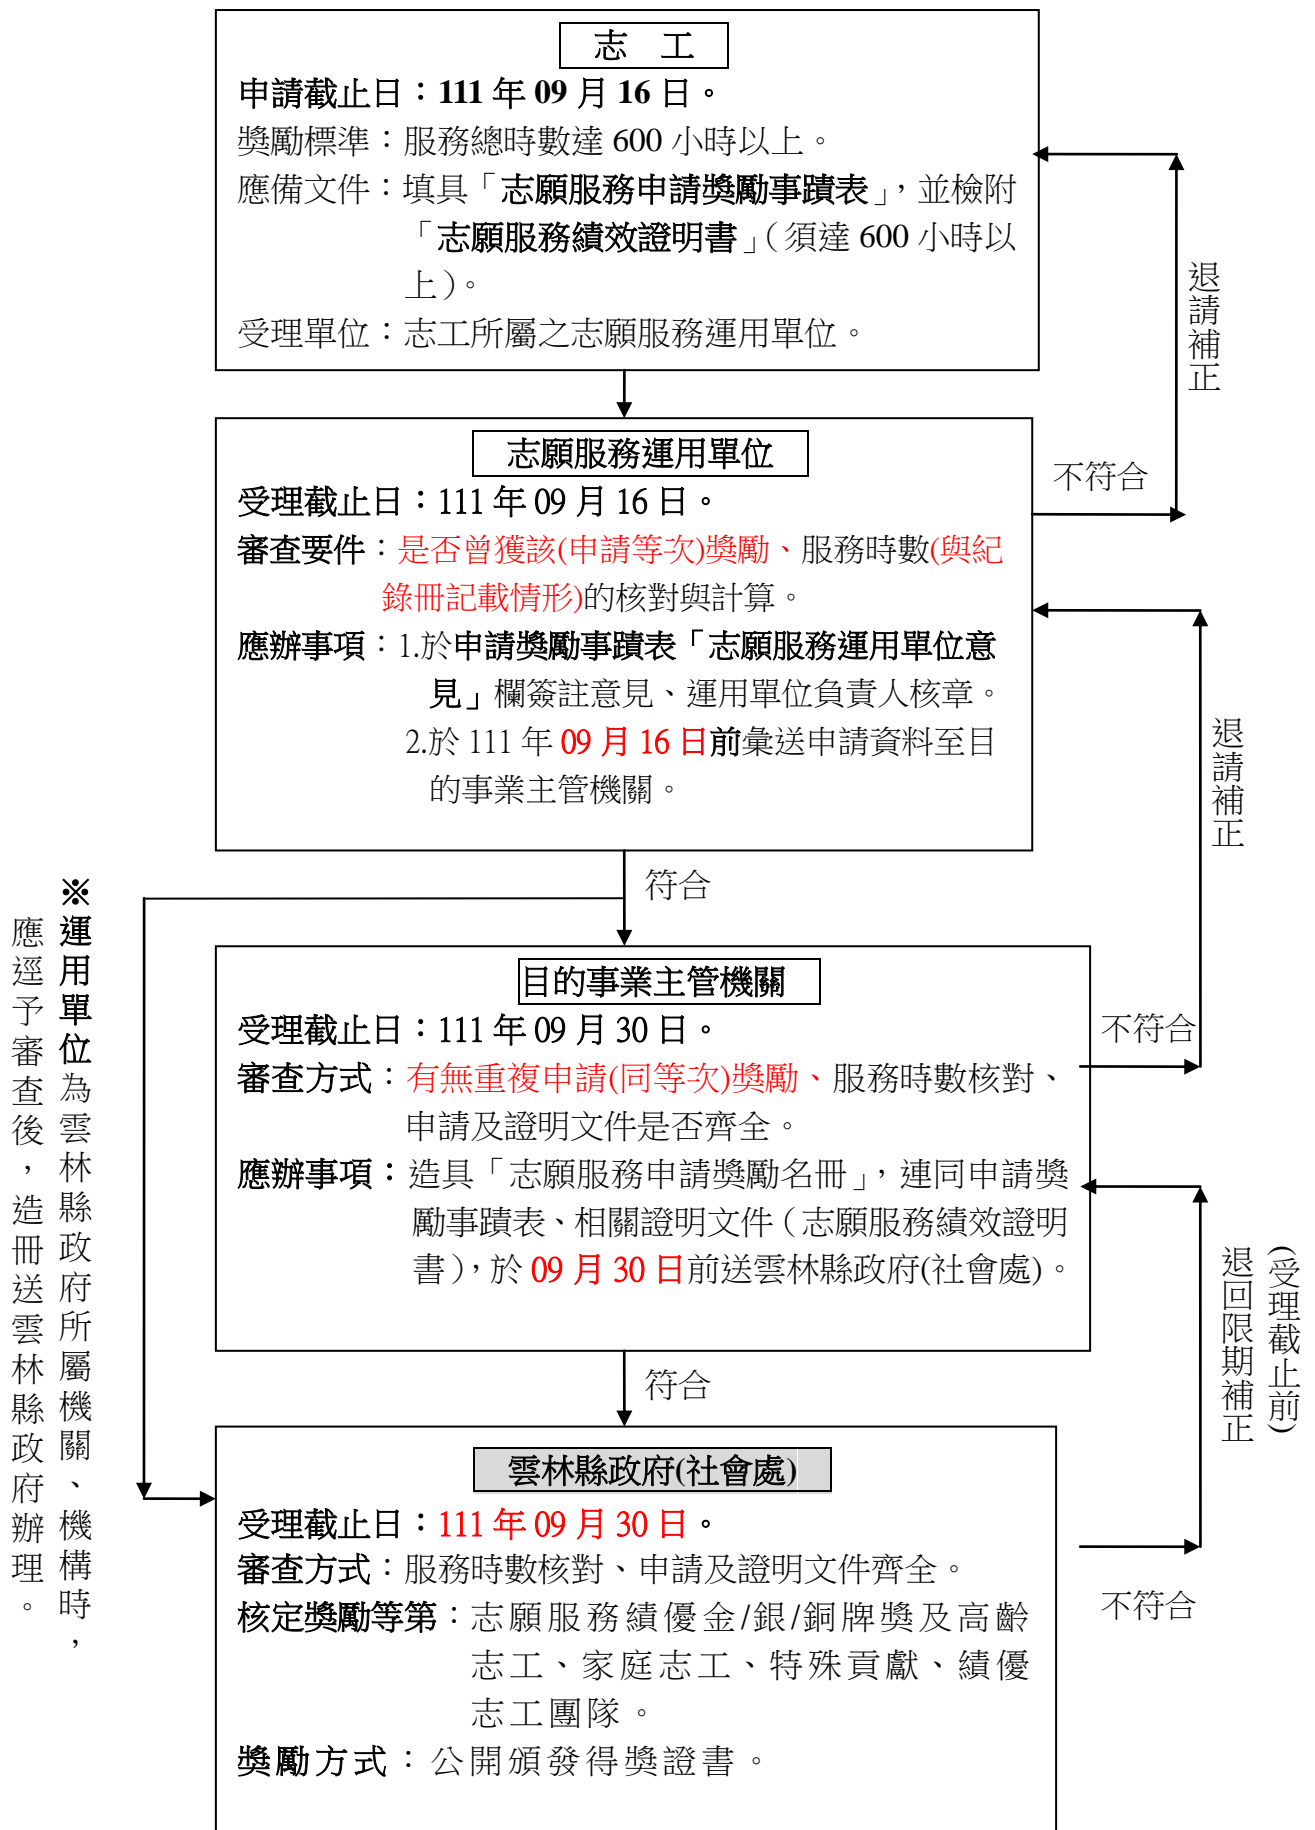 志　工
申請截止日：111 年 09 月 16 日。
獎勵標準：服務總時數達 600 小時以上。
應備文件：填具「志願服務申請獎勵事蹟表」，並檢附
「志願服務績效證明書」（須達 600 小時以
上）。
受理單位：志工所屬之志願服務運用單位。
退請補正
志願服務運用單位
受理截止日：111 年 09 月 16 日。
審查要件：是否曾獲該(申請等次)獎勵、服務時數(與紀
錄冊記載情形)的核對與計算。
應辦事項：1.於申請獎勵事蹟表「志願服務運用單位意
見」欄簽註意見、運用單位負責人核章。
2.於 111 年 09 月 16 日前彙送申請資料至目
的事業主管機關。
不符合
退請補正
符合
※運用單位為雲林縣政府所屬機關、機構時，
應逕予審查後，造冊送雲林縣政府辦理。
目的事業主管機關
受理截止日：111 年 09 月 30 日。
審查方式：有無重複申請(同等次)獎勵、服務時數核對、
申請及證明文件是否齊全。
應辦事項：造具「志願服務申請獎勵名冊」，連同申請獎
勵事蹟表、相關證明文件（志願服務績效證明
書），於 09 月 30 日前送雲林縣政府(社會處)。
不符合
(受理截止前)
退回限期補正
符合
雲林縣政府(社會處)
受理截止日：111 年 09 月 30 日。
審查方式：服務時數核對、申請及證明文件齊全。
核定獎勵等第：志願服務績優金/銀/銅牌獎及高齡
志工、家庭志工、特殊貢獻、績優
志工團隊。
獎勵方式：公開頒發得獎證書。
不符合